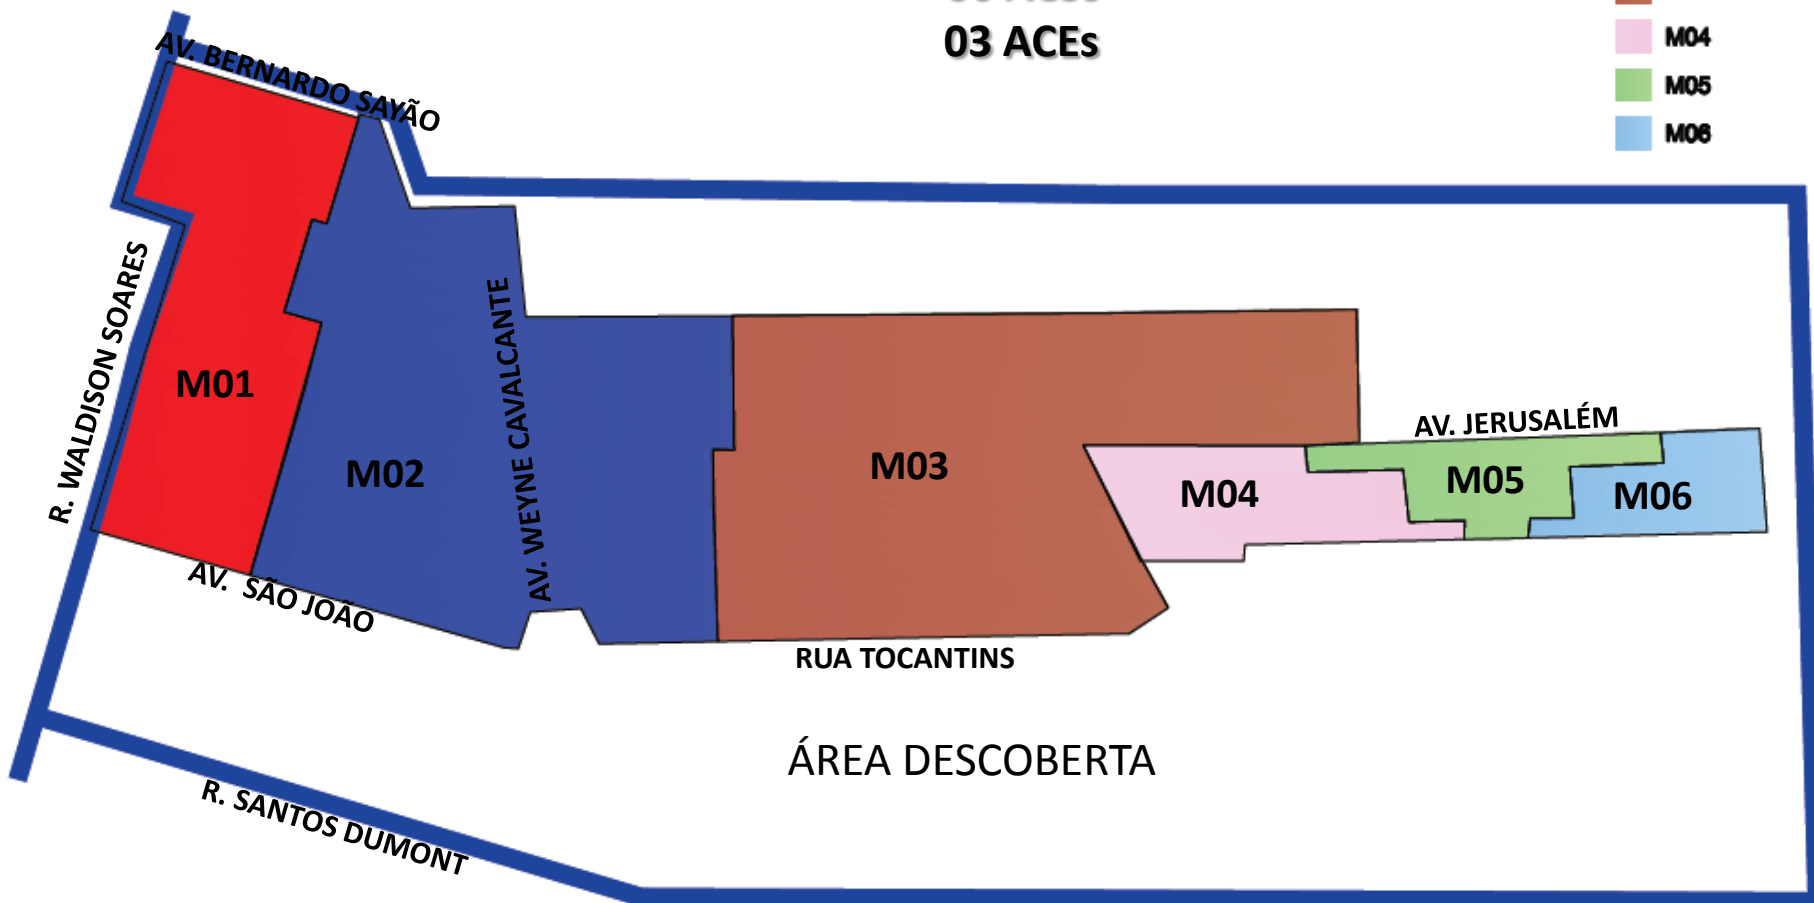 03 ACEs
M04
M05
M06
AV. BERNARDO SAYÃO
R. WALDISON SOARES
AV. WEYNE CAVALCANTE
M01
M02
M03
M04
M05
M06
AV. JERUSALÉM
AV. SÃO JOÃO
RUA TOCANTINS
ÁREA DESCOBERTA
R. SANTOS DUMONT